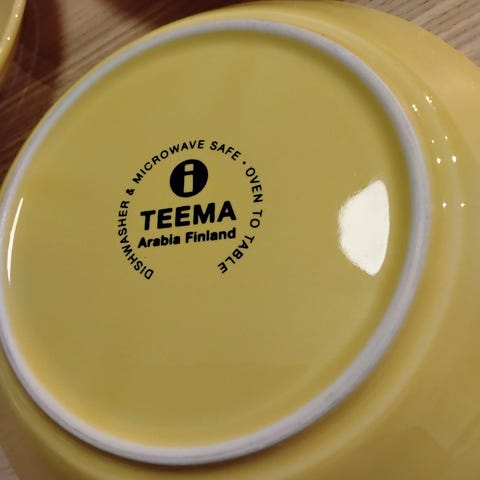 DISHWASHER & MICROWAVE SAFE · OVEN TO TABLE
i
TEEMA
Arabia Finland